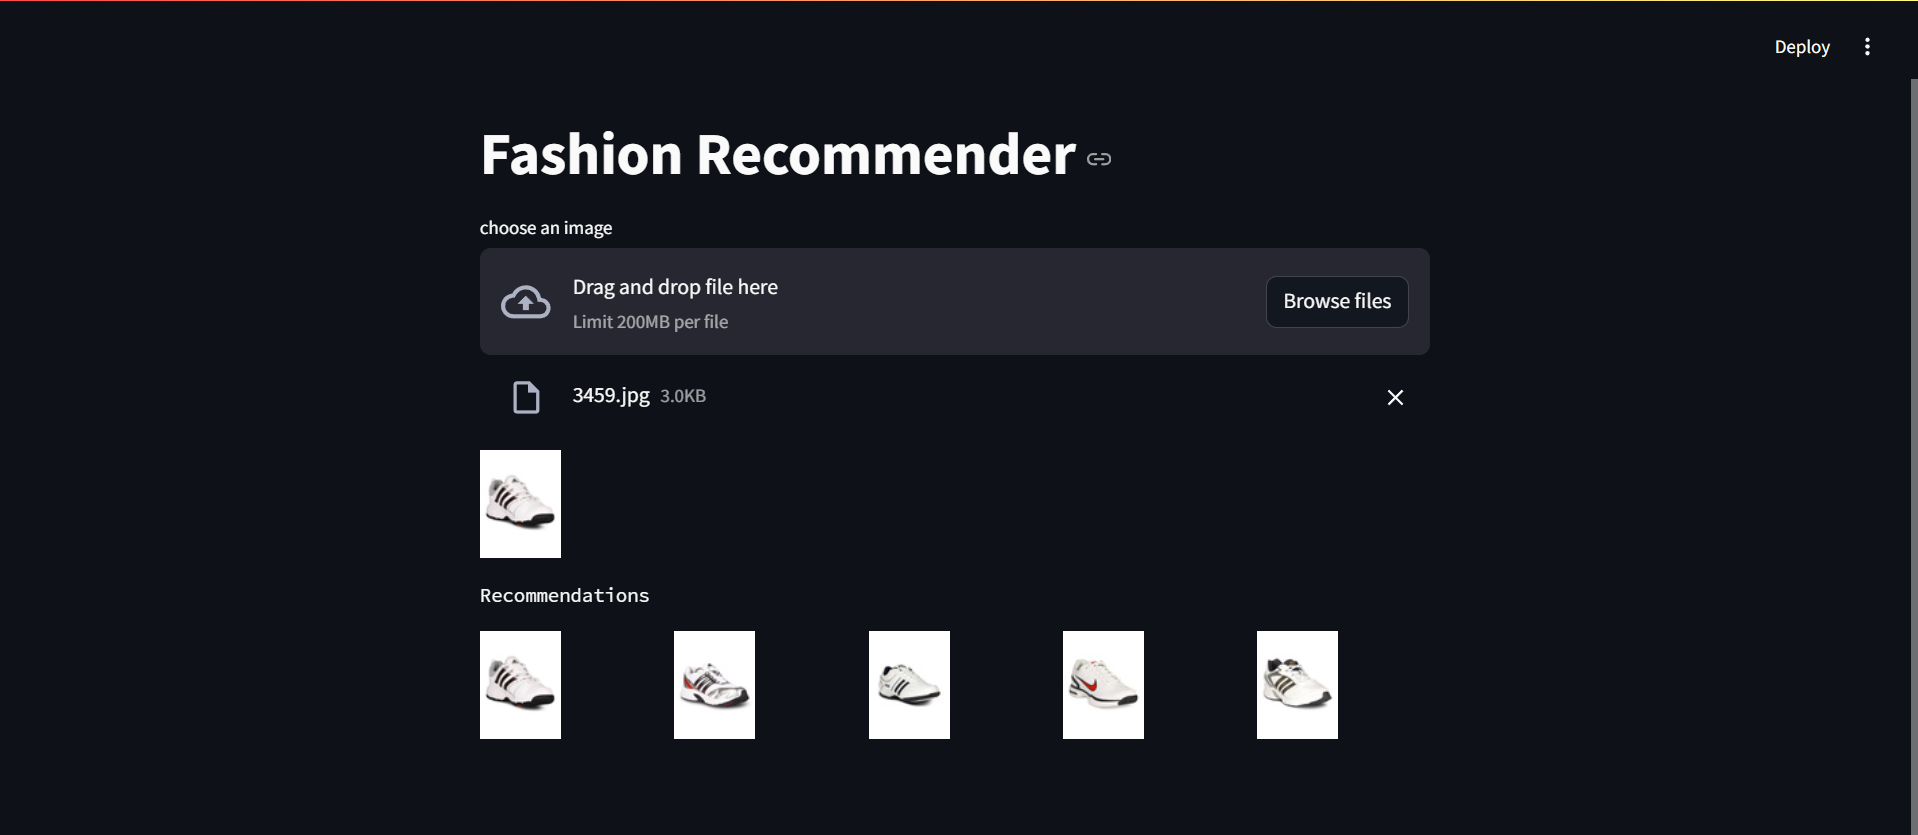 Deploy
Fashion Recommender
choose an image
Drag and drop file here
Limit 200MB per file
Browse files
3459.jpg 3.0KB
Recommendations